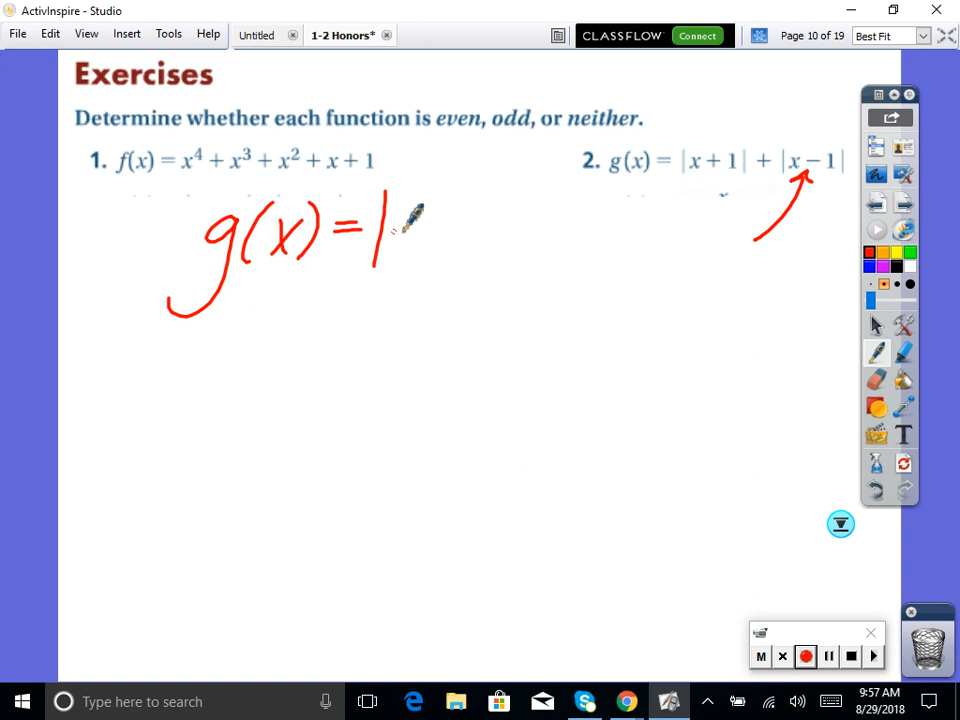 ActivInspire - Studio
File Edit View Insert Tools Help Untitled 1-2 Honors* CLASSFLOW Connect Page 10 of 19 Best Fit
Exercises
Determine whether each function is even, odd, or neither.
1. f(x) = x⁴ + x³ + x² + x + 1
2. g(x) = |x + 1| + |x − 1|
g(x) = |
T
M
Type here to search
9:57 AM
8/29/2018